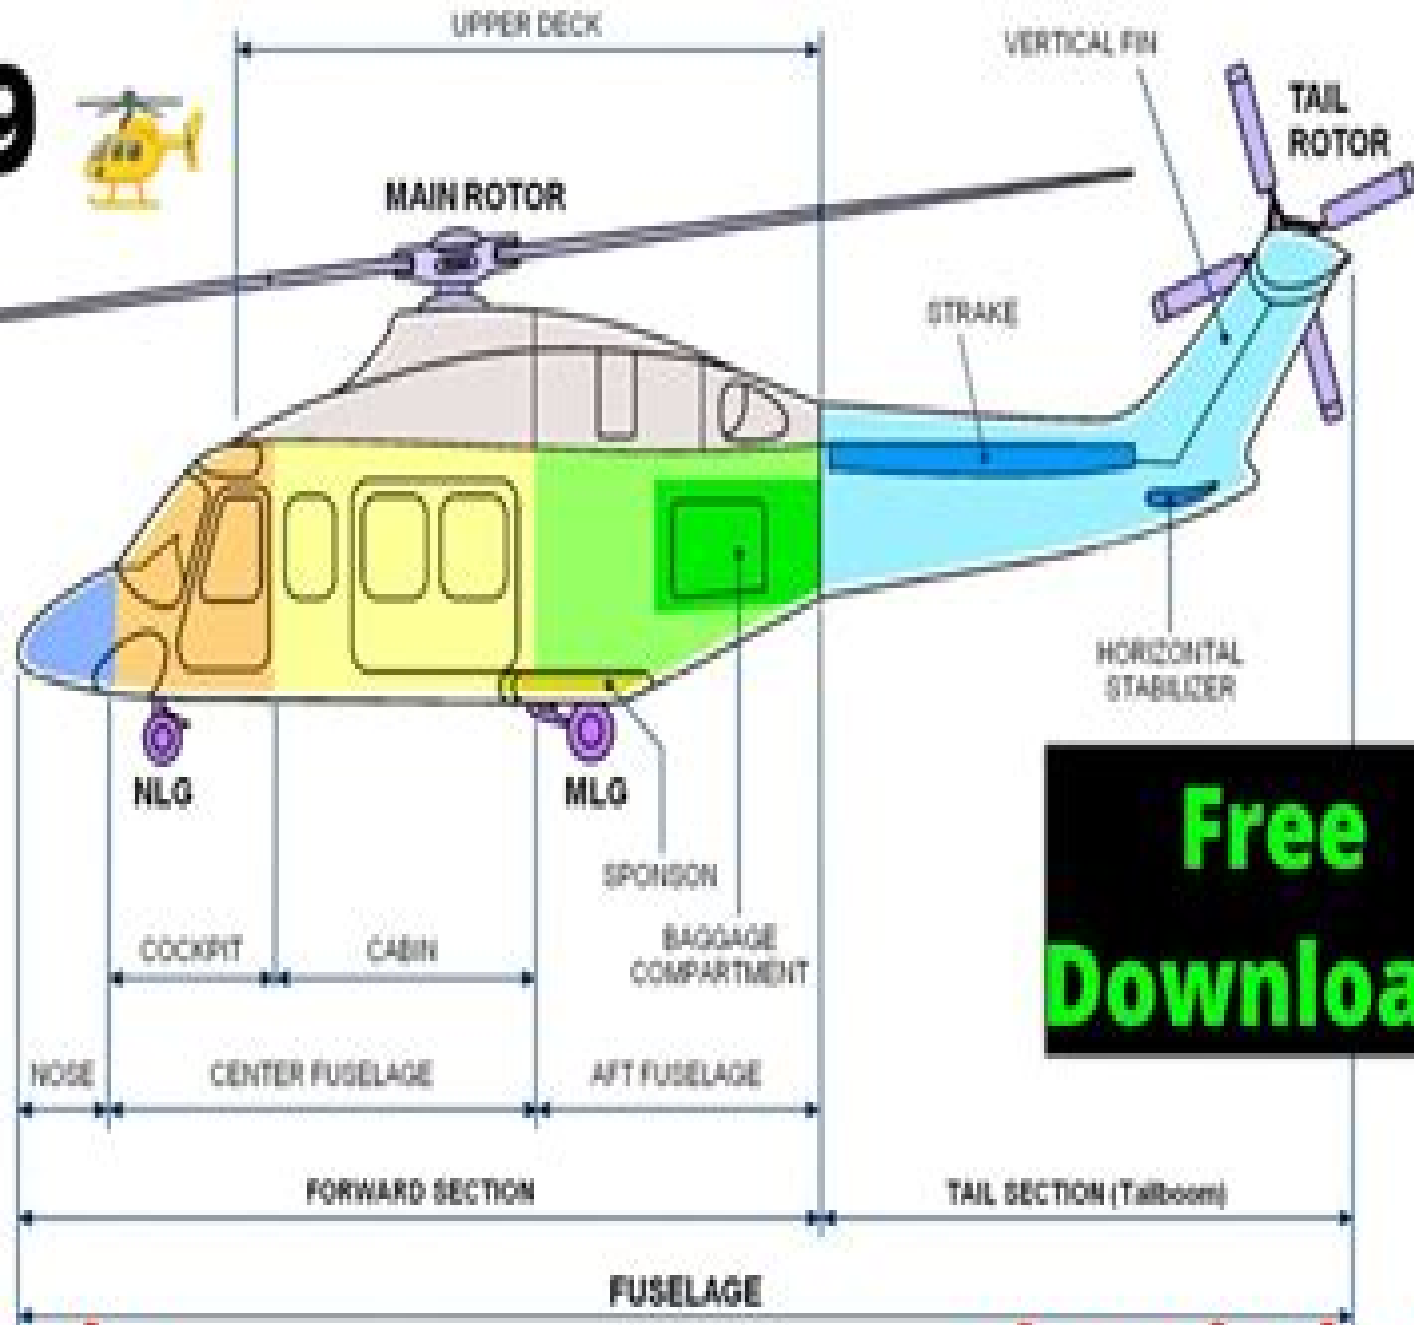 UPPER DECK
VERTICAL FIN
9
TAIL
ROTOR
MAIN ROTOR
STRAKE
HORIZONTAL
STABILIZER
NLG
MLG
Free
SPONSON
COCKPIT
CABIN
BAGGAGE
COMPARTMENT
Downloa
NOSE
CENTER FUSELAGE
AFT FUSELAGE
FORWARD SECTION
TAIL SECTION (Tailboom)
FUSELAGE